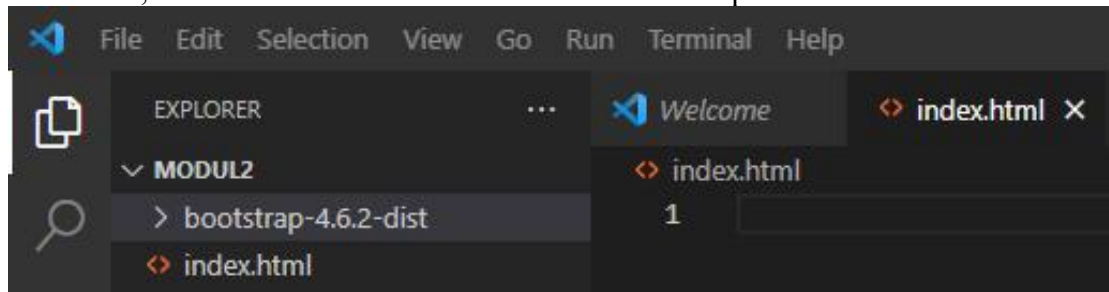 File Edit Selection View Go Run Terminal Help
EXPLORER ... Welcome index.html ×
MODUL2 index.html
> bootstrap-4.6.2-dist 1
index.html